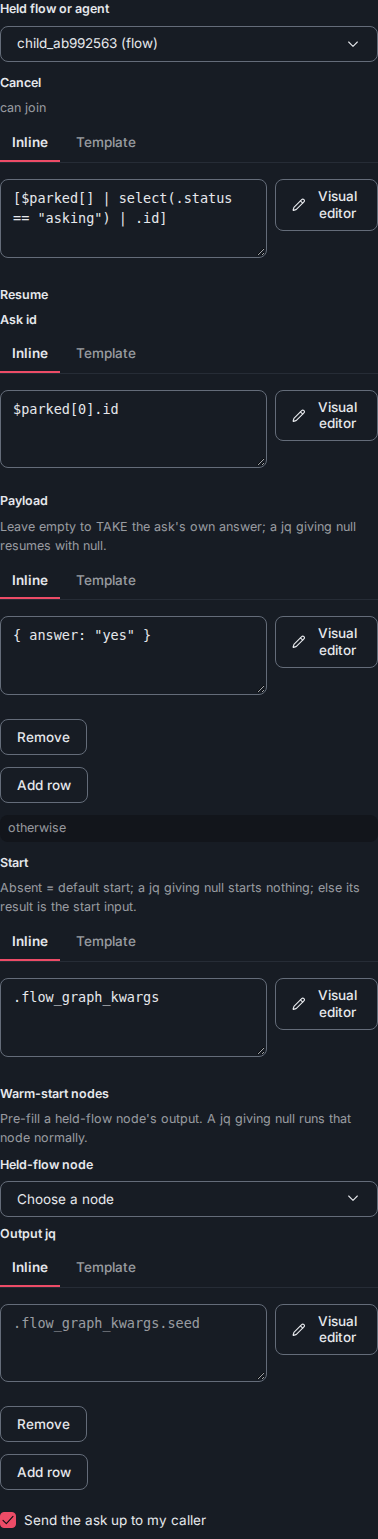 Held flow or agent
child_ab992563 (flow)
Cancel
can join
Inline Template
[$parked[] | select(.status
== "asking") | .id]
Visual
editor
Resume
Ask id
Inline Template
$parked[0].id
Visual
editor
Payload
Leave empty to TAKE the ask's own answer; a jq giving null
resumes with null.
Inline Template
{ answer: "yes" }
Visual
editor
Remove
Add row
otherwise
Start
Absent = default start; a jq giving null starts nothing; else its
result is the start input.
Inline Template
.flow_graph_kwargs
Visual
editor
Warm-start nodes
Pre-fill a held-flow node's output. A jq giving null runs that
node normally.
Held-flow node
Choose a node
Output jq
Inline Template
.flow_graph_kwargs.seed
Visual
editor
Remove
Add row
Send the ask up to my caller